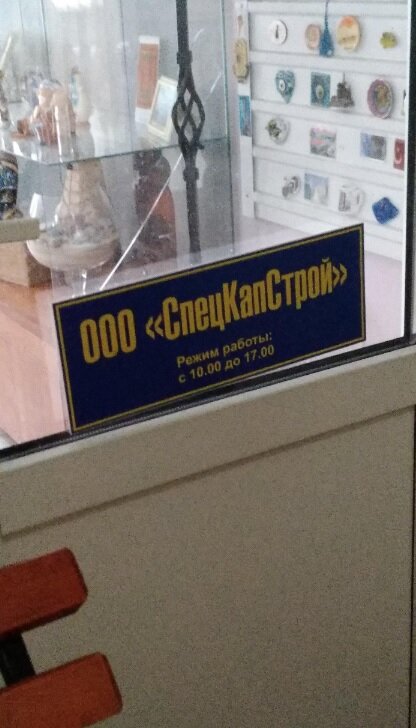 ООО «СпецКапСтрой»
Режим работы:
с 10.00 до 17.00